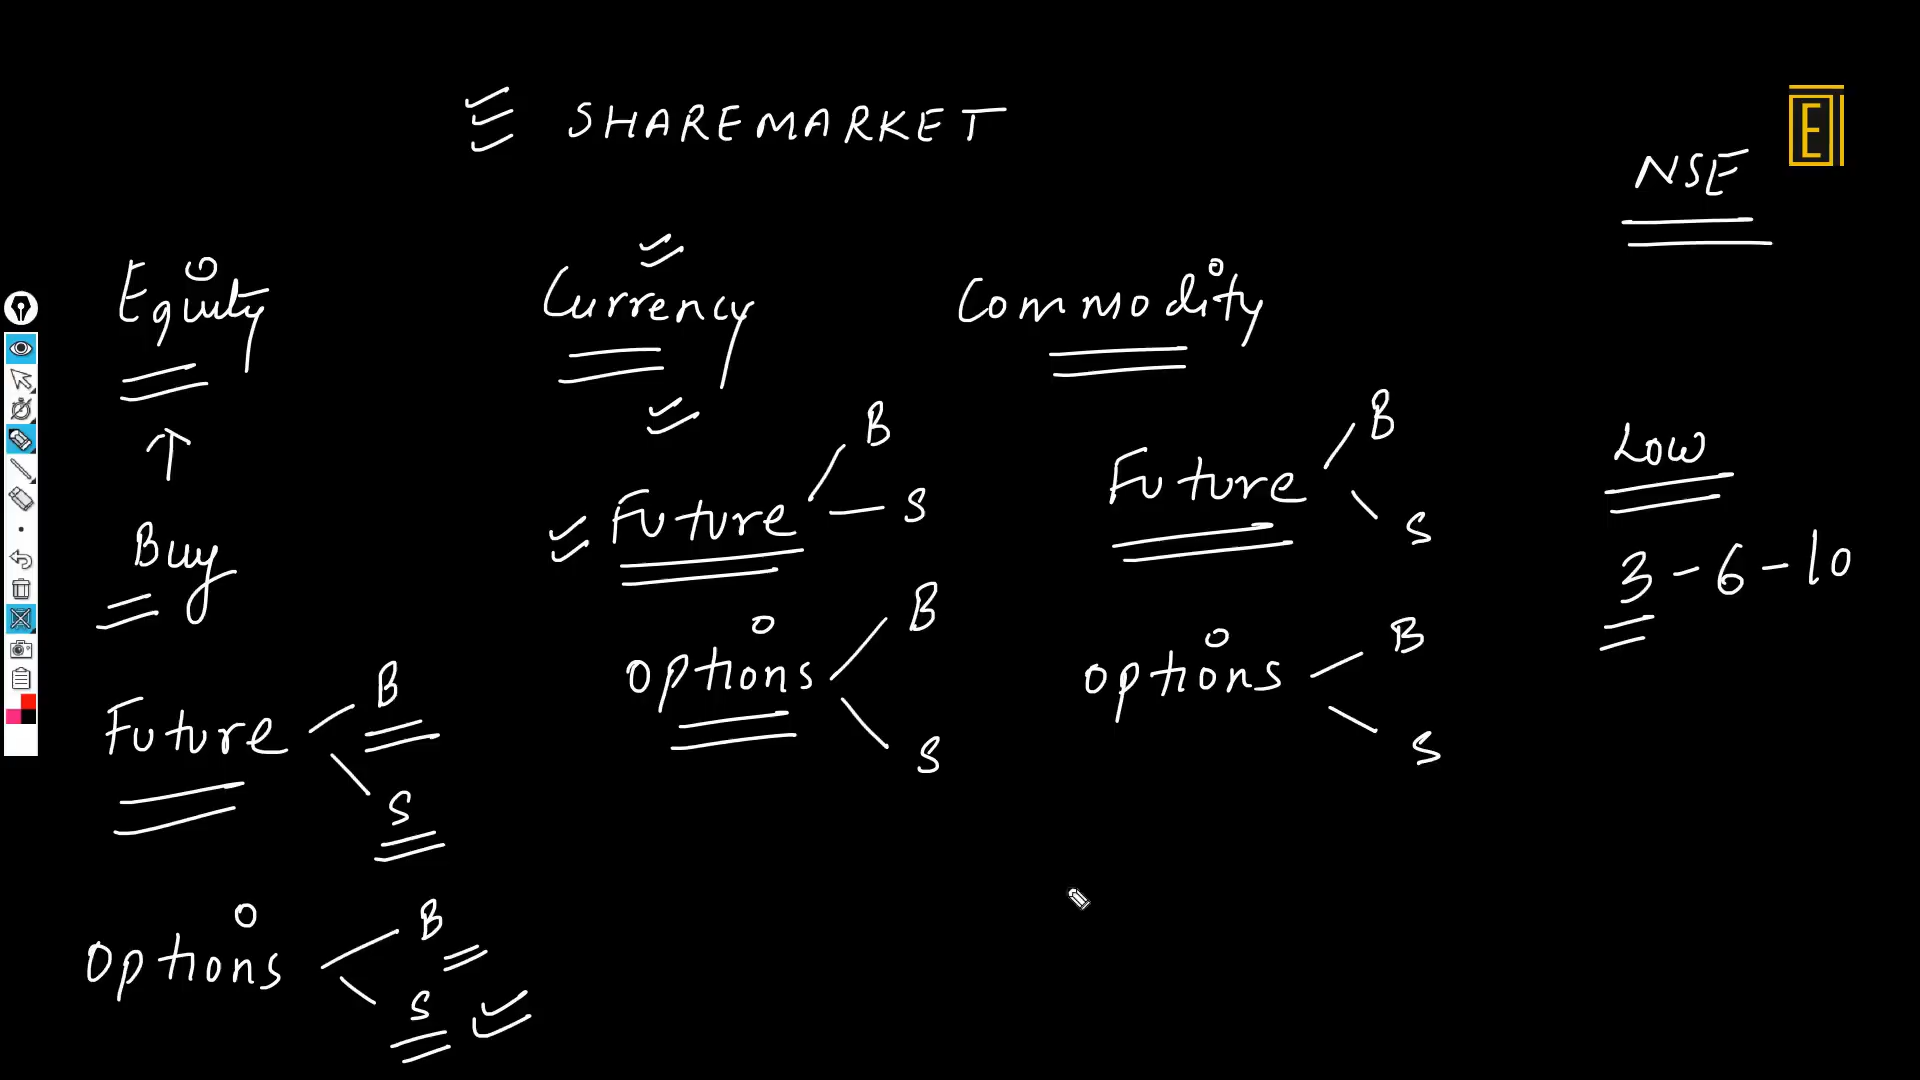 SHAREMARKET
E
NSE
Equity
Currency
Commodity
Buy
Future
B
S
Options
B
S
Future
B
S
Options
B
S
Future
B
S
Options
B
S
Low
3-6-10